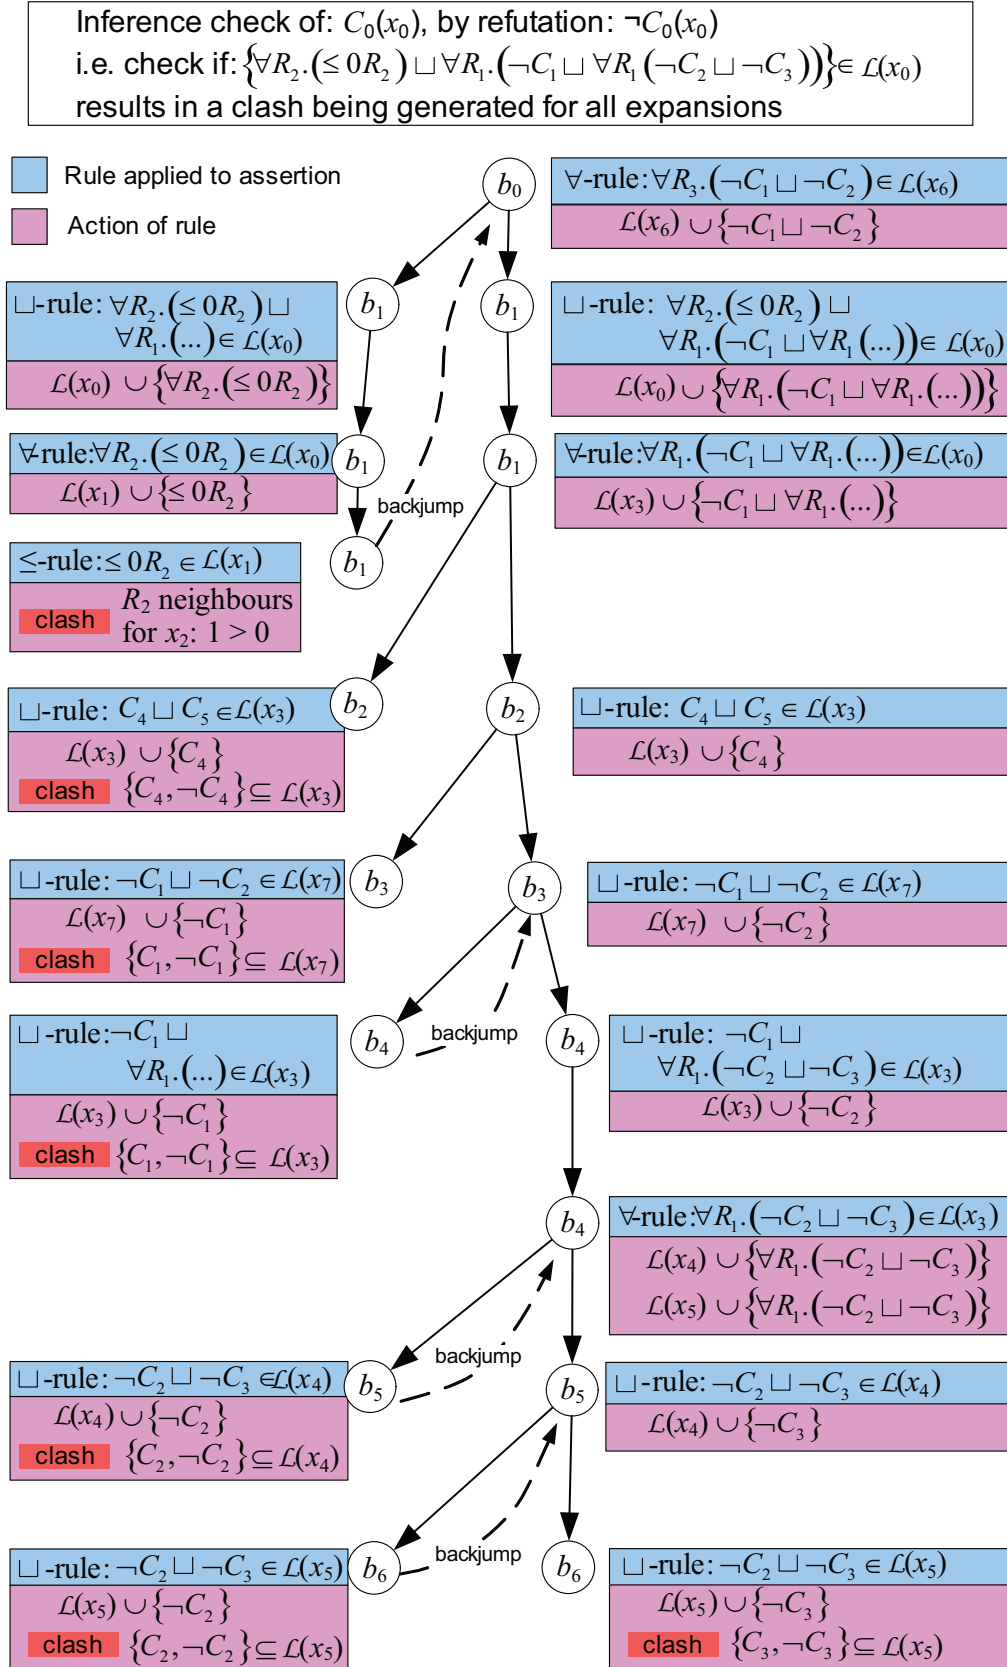 Inference check of: C₀(x₀), by refutation: ¬C₀(x₀)
i.e. check if: {∀R₂.(≤ 0R₂) ⊔ ∀R₁.(¬C₁ ⊔ ∀R₁(¬C₂ ⊔ ¬C₃))} ∈ ℒ(x₀)
results in a clash being generated for all expansions
Rule applied to assertion
Action of rule
b₀
∀-rule: ∀R₃.(¬C₁ ⊔ ¬C₂) ∈ ℒ(x₆)
ℒ(x₆) ∪ {¬C₁ ⊔ ¬C₂}
⊔-rule: ∀R₂.(≤ 0R₂) ⊔
∀R₁.(...) ∈ ℒ(x₀)
ℒ(x₀) ∪ {∀R₂.(≤ 0R₂)}
b₁
b₁
⊔-rule: ∀R₂.(≤ 0R₂) ⊔
∀R₁.(¬C₁ ⊔ ∀R₁(...)) ∈ ℒ(x₀)
ℒ(x₀) ∪ {∀R₁.(¬C₁ ⊔ ∀R₁.(...))}
∀-rule: ∀R₂.(≤ 0R₂) ∈ ℒ(x₀)
ℒ(x₁) ∪ {≤ 0R₂}
b₁
b₁
∀-rule: ∀R₁.(¬C₁ ⊔ ∀R₁.(...)) ∈ ℒ(x₀)
ℒ(x₃) ∪ {¬C₁ ⊔ ∀R₁.(...)}
backjump
≤-rule: ≤ 0R₂ ∈ ℒ(x₁)
clash R₂ neighbours
for x₂: 1 > 0
b₁
⊔-rule: C₄ ⊔ C₅ ∈ ℒ(x₃)
ℒ(x₃) ∪ {C₄}
clash {C₄, ¬C₄} ⊆ ℒ(x₃)
b₂
b₂
⊔-rule: C₄ ⊔ C₅ ∈ ℒ(x₃)
ℒ(x₃) ∪ {C₄}
⊔-rule: ¬C₁ ⊔ ¬C₂ ∈ ℒ(x₇)
ℒ(x₇) ∪ {¬C₁}
clash {C₁, ¬C₁} ⊆ ℒ(x₇)
b₃
b₃
⊔-rule: ¬C₁ ⊔ ¬C₂ ∈ ℒ(x₇)
ℒ(x₇) ∪ {¬C₂}
⊔-rule: ¬C₁ ⊔
∀R₁.(...) ∈ ℒ(x₃)
ℒ(x₃) ∪ {¬C₁}
clash {C₁, ¬C₁} ⊆ ℒ(x₃)
b₄
backjump
b₄
⊔-rule: ¬C₁ ⊔
∀R₁.(¬C₂ ⊔ ¬C₃) ∈ ℒ(x₃)
ℒ(x₃) ∪ {¬C₂}
b₄
∀-rule: ∀R₁.(¬C₂ ⊔ ¬C₃) ∈ ℒ(x₃)
ℒ(x₄) ∪ {∀R₁.(¬C₂ ⊔ ¬C₃)}
ℒ(x₅) ∪ {∀R₁.(¬C₂ ⊔ ¬C₃)}
backjump
⊔-rule: ¬C₂ ⊔ ¬C₃ ∈ ℒ(x₄)
ℒ(x₄) ∪ {¬C₂}
clash {C₂, ¬C₂} ⊆ ℒ(x₄)
b₅
b₅
⊔-rule: ¬C₂ ⊔ ¬C₃ ∈ ℒ(x₄)
ℒ(x₄) ∪ {¬C₃}
backjump
⊔-rule: ¬C₂ ⊔ ¬C₃ ∈ ℒ(x₅)
ℒ(x₅) ∪ {¬C₂}
clash {C₂, ¬C₂} ⊆ ℒ(x₅)
b₆
b₆
⊔-rule: ¬C₂ ⊔ ¬C₃ ∈ ℒ(x₅)
ℒ(x₅) ∪ {¬C₃}
clash {C₃, ¬C₃} ⊆ ℒ(x₅)